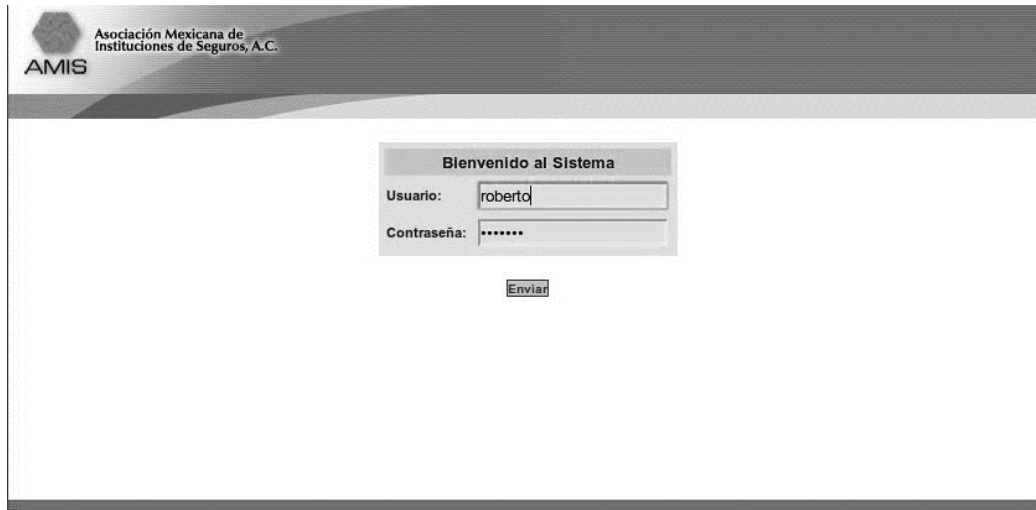 Asociación Mexicana de
Instituciones de Seguros, A.C.
AMIS
Bienvenido al Sistema
Usuario: roberto
Contraseña: •••••••
Enviar